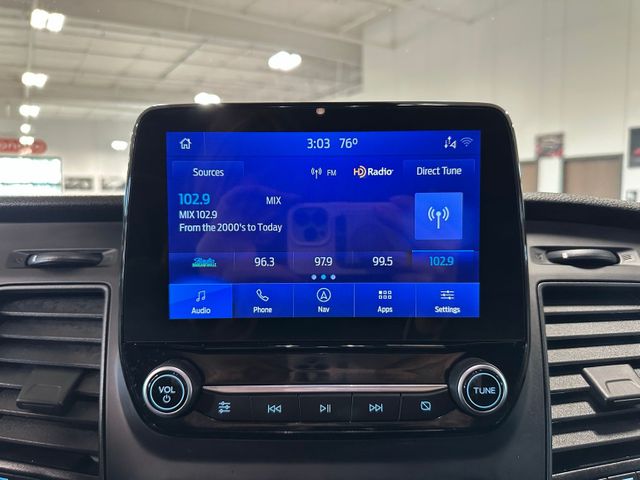 3:03 76°
Sources
FM
HD Radio
Direct Tune
102.9
MIX
MIX 102.9
From the 2000's to Today
96.3
97.9
99.5
102.9
Audio
Phone
Nav
Apps
Settings
VOL
TUNE